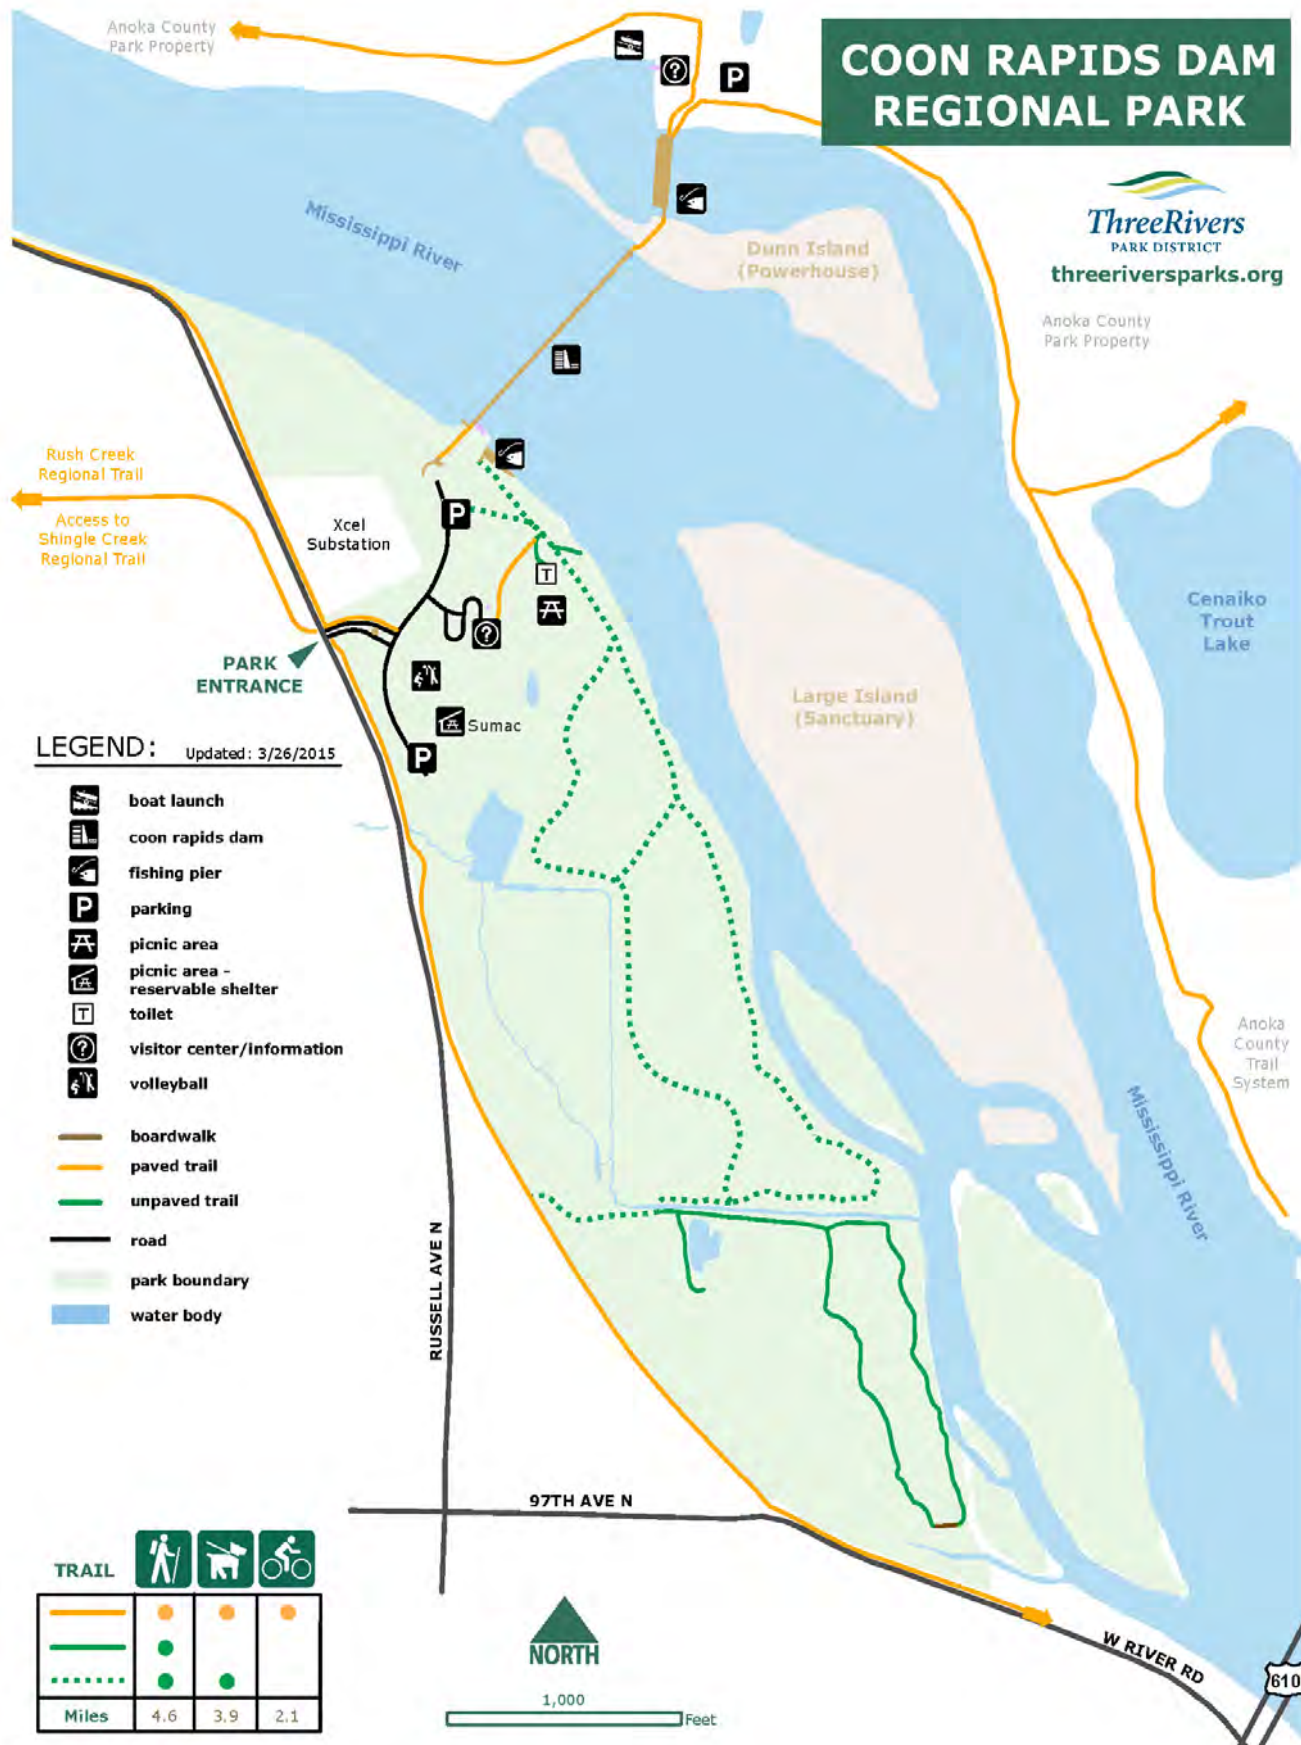 Anoka County
Park Property
COON RAPIDS DAM
REGIONAL PARK
?
P
Mississippi River
Dunn Island
(Powerhouse)
ThreeRivers
PARK DISTRICT
threeriversparks.org
Anoka County
Park Property
Rush Creek
Regional Trail
Access to
Shingle Creek
Regional Trail
Xcel
Substation
P
T
?
PARK
ENTRANCE
Sumac
P
Large Island
(Sanctuary)
Cenaiko
Trout
Lake
LEGEND:
Updated: 3/26/2015
boat launch
coon rapids dam
fishing pier
P parking
picnic area
picnic area -
reservable shelter
T toilet
? visitor center/information
volleyball
boardwalk
paved trail
unpaved trail
road
park boundary
water body
Anoka
County
Trail
System
Mississippi River
RUSSELL AVE N
97TH AVE N
W RIVER RD
610
TRAIL
Miles 4.6 3.9 2.1
NORTH
1,000
Feet